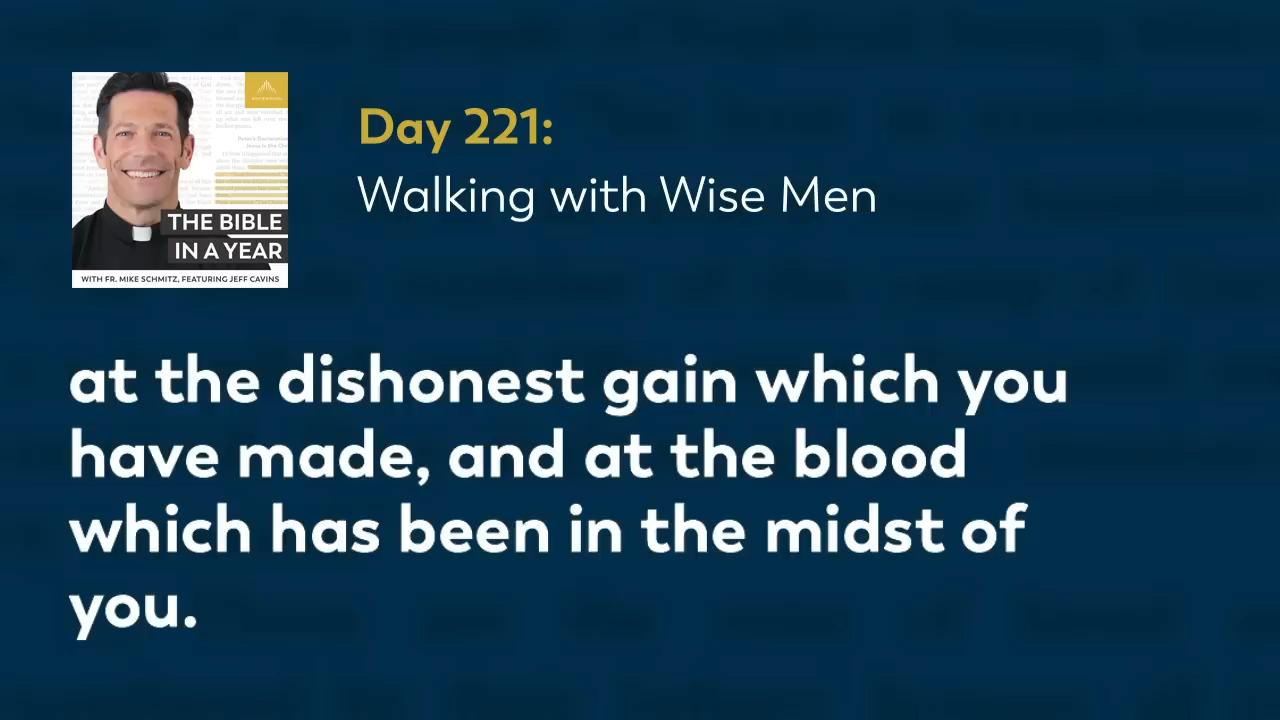 Day 221:
Walking with Wise Men
THE BIBLE
IN A YEAR
WITH FR. MIKE SCHMITZ, FEATURING JEFF CAVINS
at the dishonest gain which you
have made, and at the blood
which has been in the midst of
you.